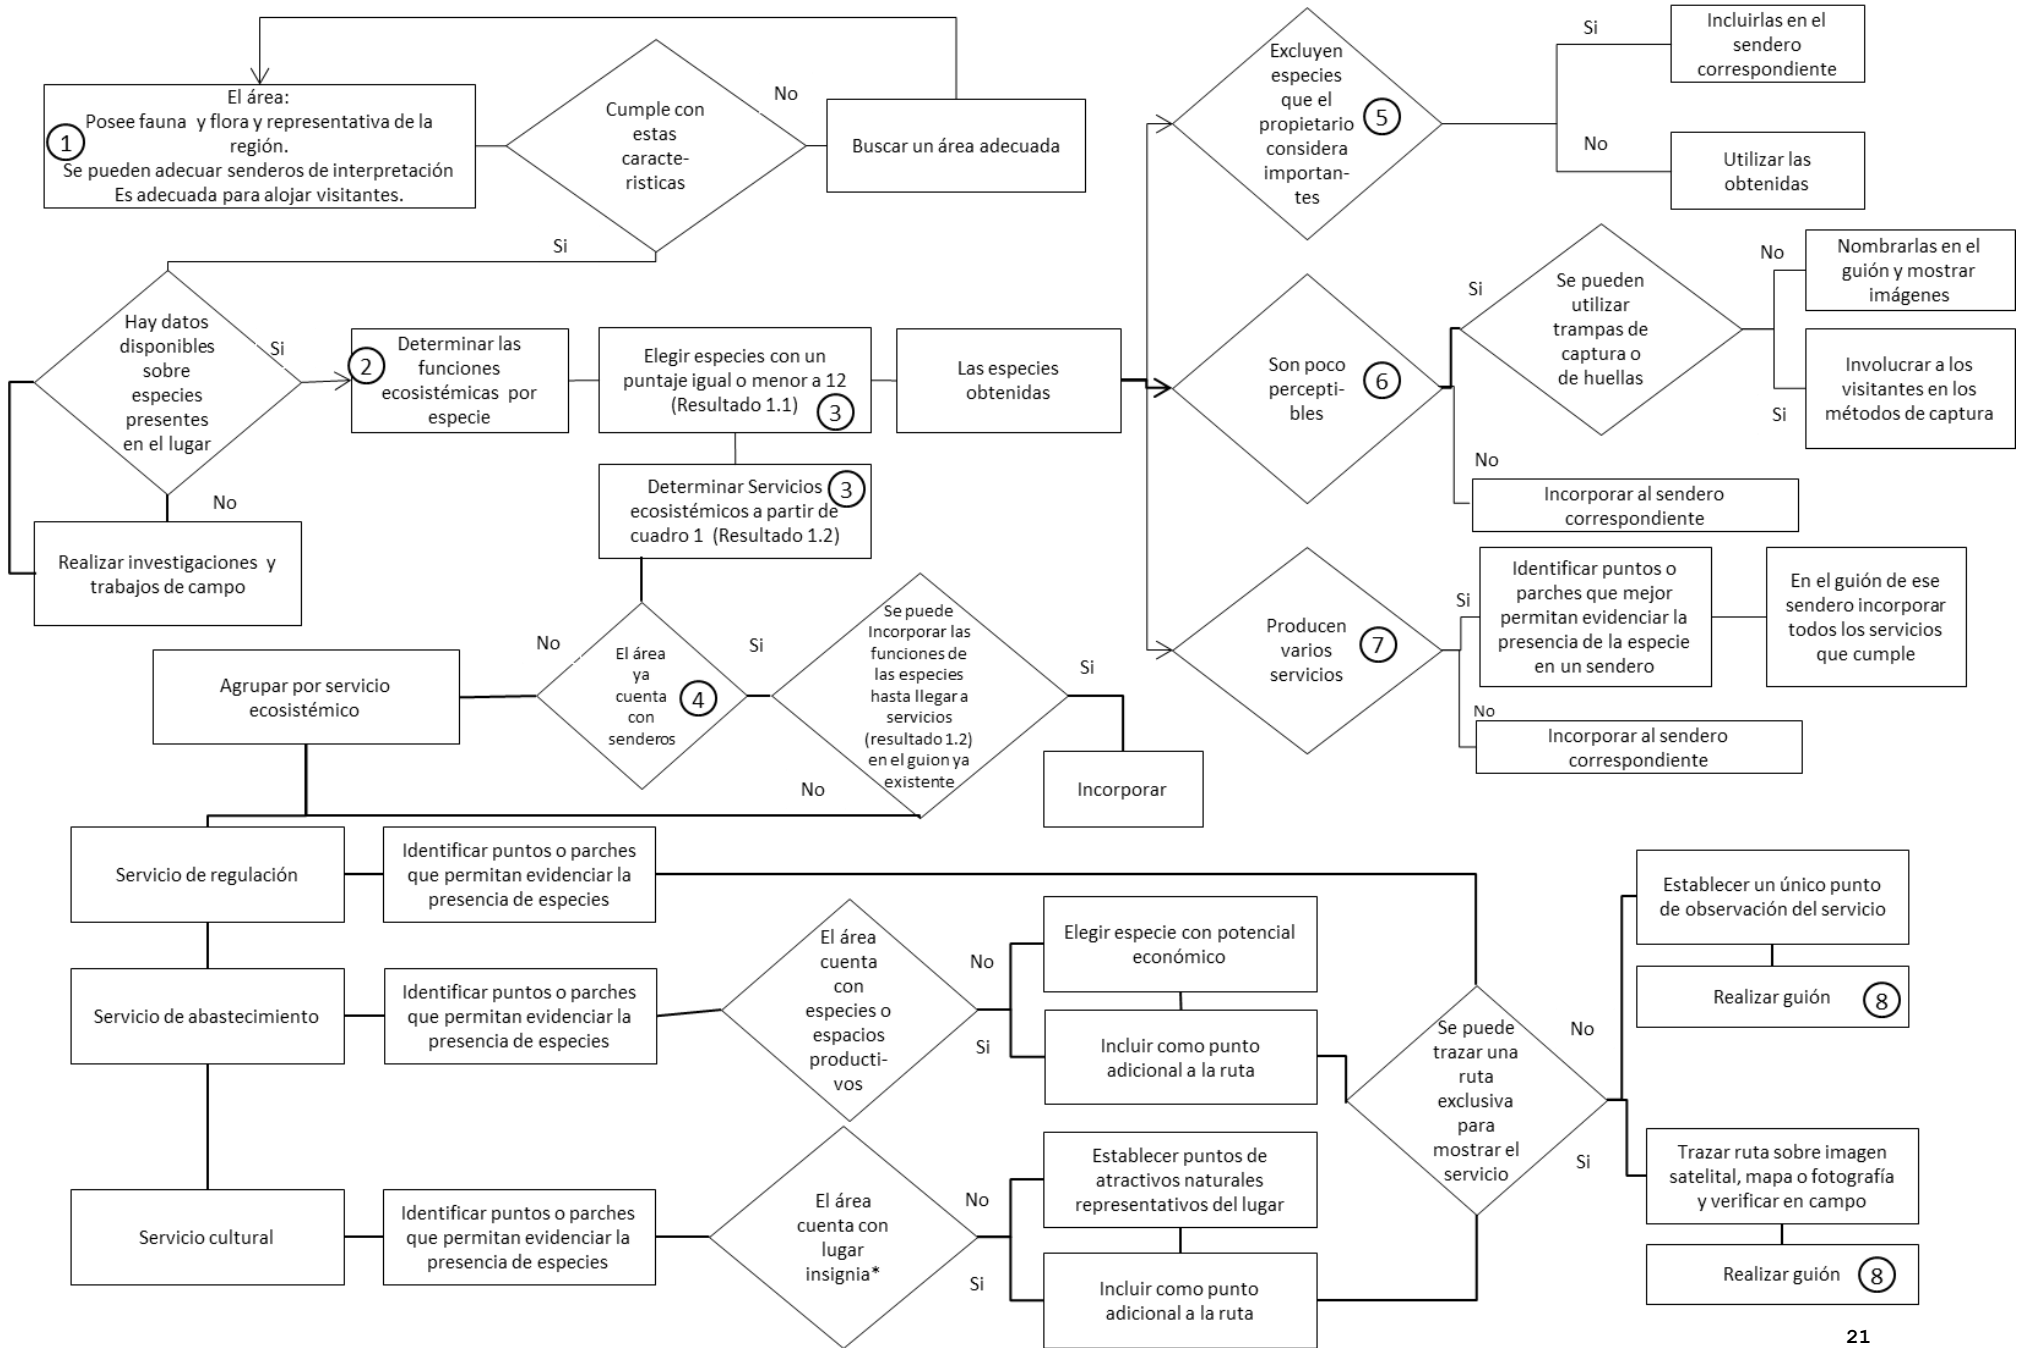 El área:
Posee fauna y flora y representativa de la
región.
Se pueden adecuar senderos de interpretación
Es adecuada para alojar visitantes.
1
Cumple con
estas
caracte-
risticas
No
Buscar un área adecuada
Si
Excluyen
especies
que el
propietario
considera
importan-
tes
5
Si
Incluirlas en el
sendero
correspondiente
No
Utilizar las
obtenidas
Hay datos
disponibles
sobre
especies
presentes
en el lugar
Si
No
Realizar investigaciones y
trabajos de campo
2
Determinar las
funciones
ecosistémicas por
especie
Elegir especies con un
puntaje igual o menor a 12
(Resultado 1.1)
3
Las especies
obtenidas
Determinar Servicios
ecosistémicos a partir de
cuadro 1 (Resultado 1.2)
3
Son poco
percepti-
bles
6
Si
Se pueden
utilizar
trampas de
captura o
de huellas
No
Nombrarlas en el
guión y mostrar
imágenes
Si
Involucrar a los
visitantes en los
métodos de captura
No
Incorporar al sendero
correspondiente
Producen
varios
servicios
7
Si
Identificar puntos o
parches que mejor
permitan evidenciar la
presencia de la especie
en un sendero
En el guión de ese
sendero incorporar
todos los servicios
que cumple
No
Incorporar al sendero
correspondiente
El área
ya
cuenta
con
senderos
4
No
Agrupar por servicio
ecosistémico
Si
Se puede
Incorporar las
funciones de
las especies
hasta llegar a
servicios
(resultado 1.2)
en el guion ya
existente
Si
Incorporar
No
Servicio de regulación
Identificar puntos o parches
que permitan evidenciar la
presencia de especies
Servicio de abastecimiento
Identificar puntos o parches
que permitan evidenciar la
presencia de especies
El área
cuenta
con
especies o
espacios
producti-
vos
No
Elegir especie con potencial
económico
Si
Incluir como punto
adicional a la ruta
Servicio cultural
Identificar puntos o parches
que permitan evidenciar la
presencia de especies
El área
cuenta con
lugar
insignia*
No
Establecer puntos de
atractivos naturales
representativos del lugar
Si
Incluir como punto
adicional a la ruta
Se puede
trazar una
ruta
exclusiva
para
mostrar el
servicio
No
Establecer un único punto
de observación del servicio
Realizar guión
8
Si
Trazar ruta sobre imagen
satelital, mapa o fotografía
y verificar en campo
Realizar guión
8
21